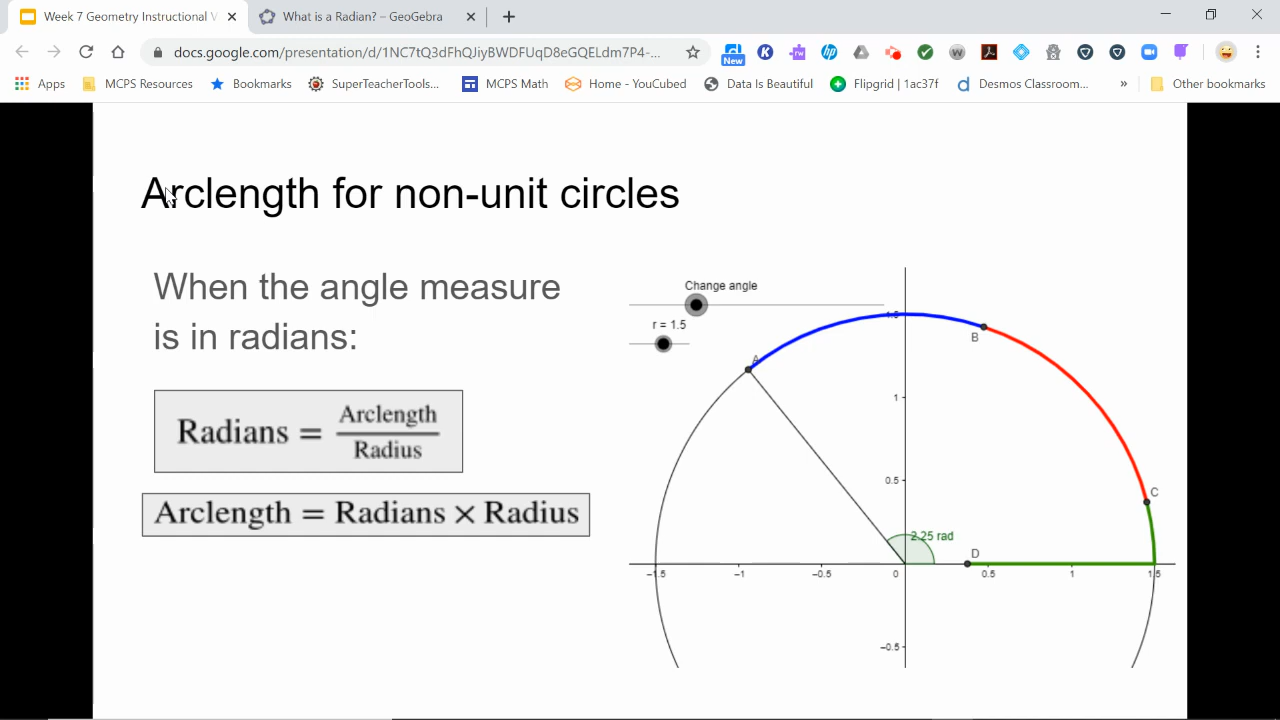 Week 7 Geometry Instructional V
What is a Radian? – GeoGebra
docs.google.com/presentation/d/1NC7tQ3dFhQJiyBWDFUqD8eGQELdm7P4-...
New
Apps
MCPS Resources
Bookmarks
SuperTeacherTools...
MCPS Math
Home - YouCubed
Data Is Beautiful
Flipgrid | 1ac37f
Desmos Classroom...
»
Other bookmarks
Arclength for non-unit circles
When the angle measure
is in radians:
Radians = Arclength
Radius
Arclength = Radians × Radius
Change angle
r = 1.5
1.5
A
B
1
0.5
C
2.25 rad
D
−1.5
−1
−0.5
0
0.5
1
1.5
−0.5